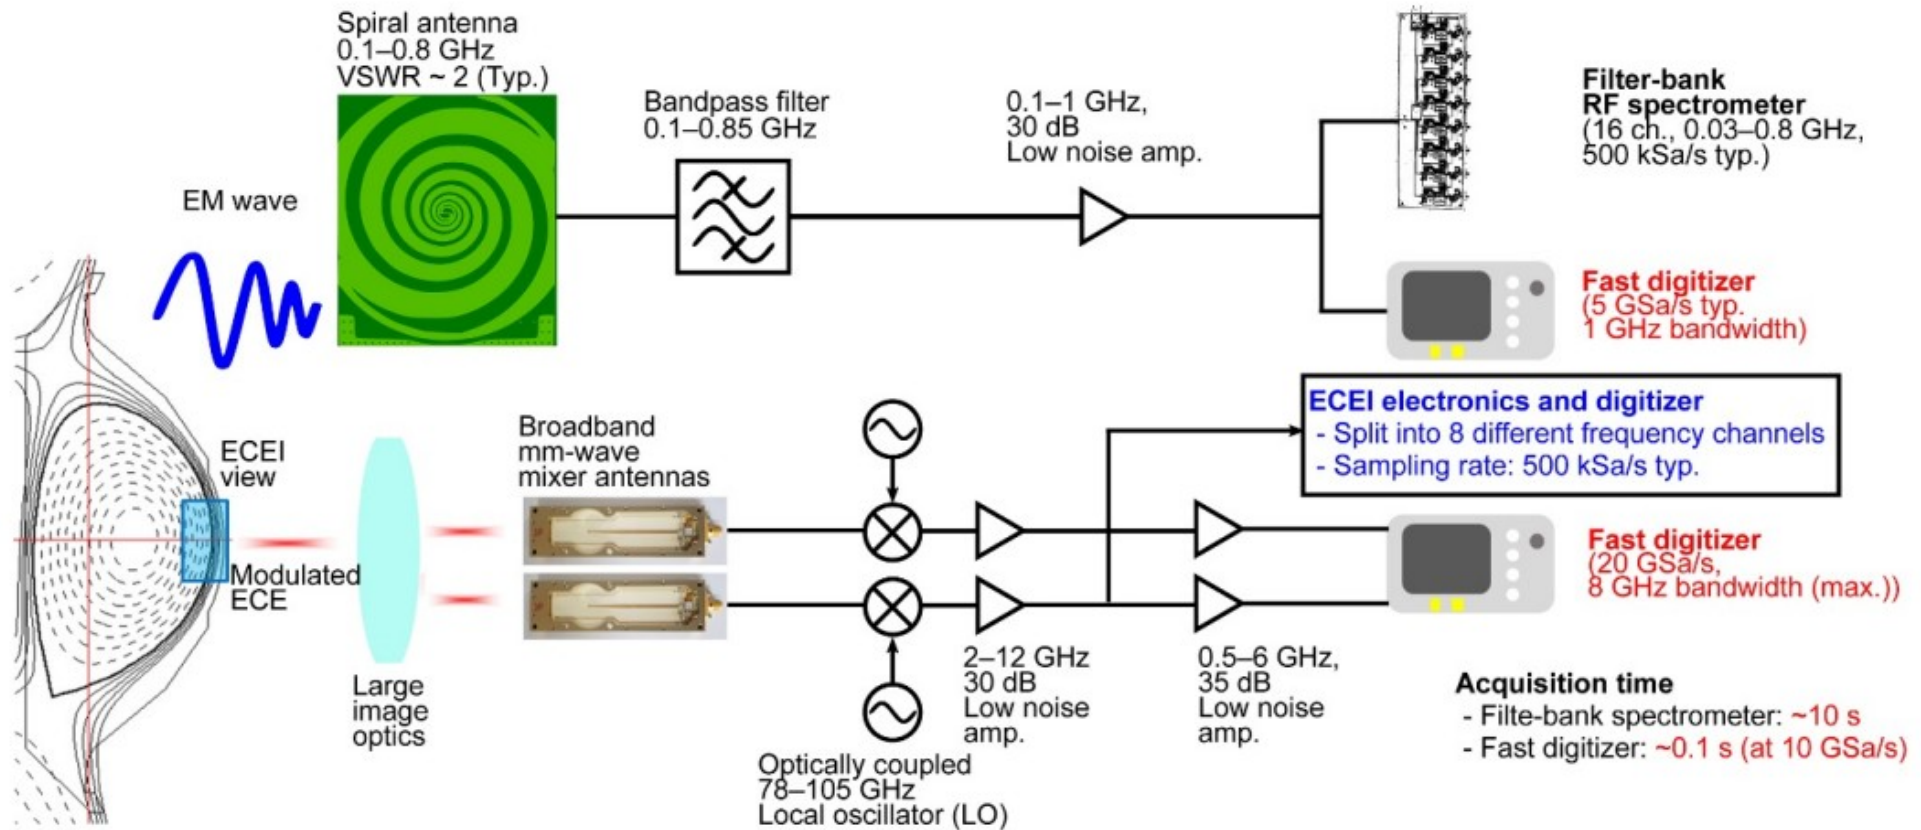 Spiral antenna
0.1–0.8 GHz
VSWR ~ 2 (Typ.)
Bandpass filter
0.1–0.85 GHz
0.1–1 GHz,
30 dB
Low noise amp.
Filter-bank
RF spectrometer
(16 ch., 0.03–0.8 GHz,
500 kSa/s typ.)
EM wave
Fast digitizer
(5 GSa/s typ.
1 GHz bandwidth)
ECEI
view
Modulated
ECE
Large
image
optics
Broadband
mm-wave
mixer antennas
ECEI electronics and digitizer
- Split into 8 different frequency channels
- Sampling rate: 500 kSa/s typ.
Fast digitizer
(20 GSa/s,
8 GHz bandwidth (max.))
2–12 GHz
30 dB
Low noise
amp.
0.5–6 GHz,
35 dB
Low noise
amp.
Optically coupled
78–105 GHz
Local oscillator (LO)
Acquisition time
- Filte-bank spectrometer: ~10 s
- Fast digitizer: ~0.1 s (at 10 GSa/s)